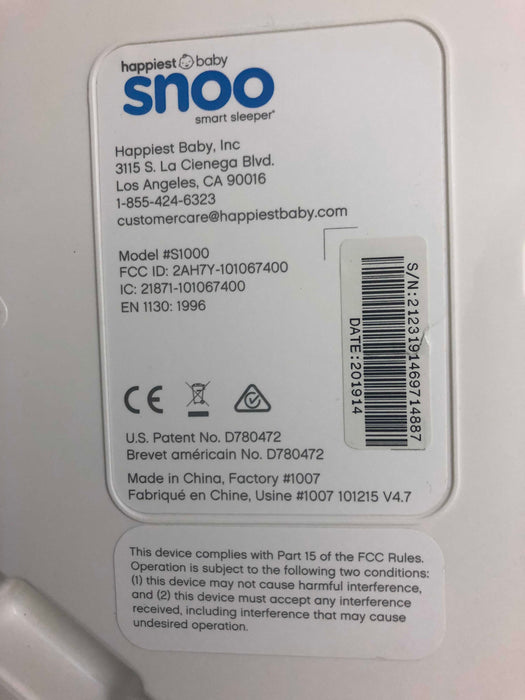 happiest baby
snoo
smart sleeper
Happiest Baby, Inc
3115 S. La Cienega Blvd.
Los Angeles, CA 90016
1-855-424-6323
customercare@happiestbaby.com
Model #S1000
FCC ID: 2AH7Y-101067400
IC: 21871-101067400
EN 1130: 1996
S/N:2123191469714887
DATE:201914
CE
U.S. Patent No. D780472
Brevet américain No. D780472
Made in China, Factory #1007
Fabriqué en Chine, Usine #1007 101215 V4.7
This device complies with Part 15 of the FCC Rules.
Operation is subject to the following two conditions:
(1) this device may not cause harmful interference,
and (2) this device must accept any interference
received, including interference that may cause
undesired operation.